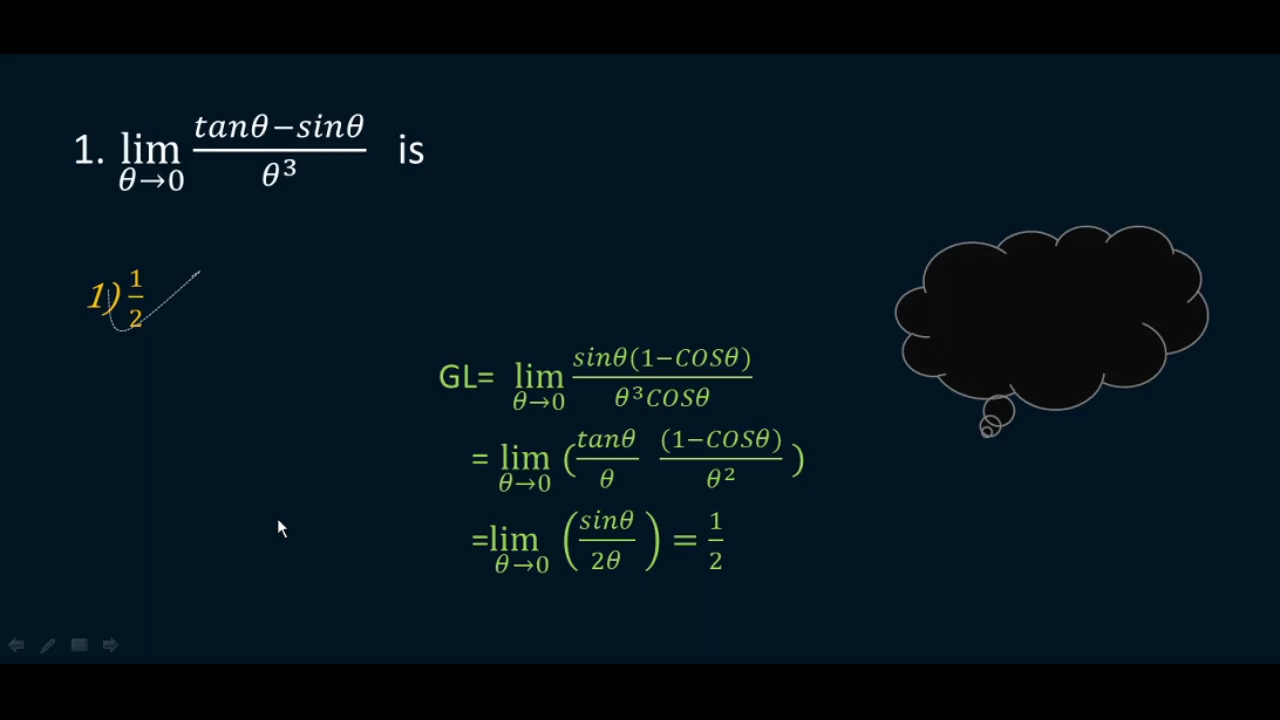 1. lim θ→0 tanθ−sinθ / θ³ is
1) 1/2
GL= lim θ→0 sinθ(1−COSθ) / θ³COSθ
= lim θ→0 (tanθ/θ (1−COSθ)/θ²)
=lim θ→0 (sinθ/2θ) = 1/2